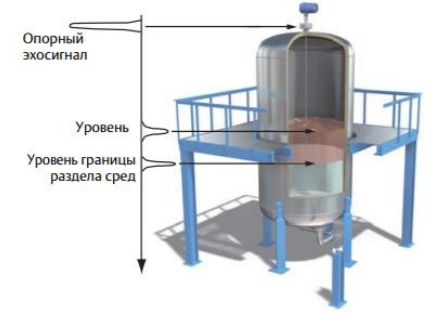 Опорный
эхосигнал
Уровень
Уровень границы
раздела сред